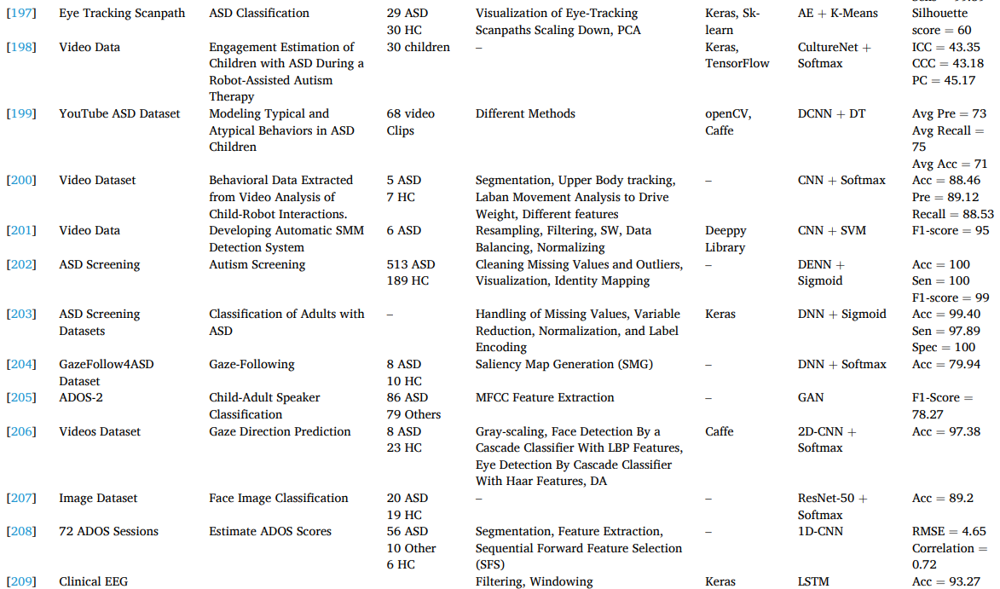 Sens = 99.39
[197] Eye Tracking Scanpath ASD Classification 29 ASD Visualization of Eye-Tracking Keras, Sk- AE + K-Means Silhouette
30 HC Scanpaths Scaling Down, PCA learn score = 60
[198] Video Data Engagement Estimation of 30 children – Keras, CultureNet + ICC = 43.35
Children with ASD During a TensorFlow Softmax CCC = 43.18
Robot-Assisted Autism PC = 45.17
Therapy
[199] YouTube ASD Dataset Modeling Typical and 68 video Different Methods openCV, DCNN + DT Avg Pre = 73
Atypical Behaviors in ASD Clips Caffe Avg Recall =
Children 75
Avg Acc = 71
[200] Video Dataset Behavioral Data Extracted 5 ASD Segmentation, Upper Body tracking, – CNN + Softmax Acc = 88.46
from Video Analysis of 7 HC Laban Movement Analysis to Drive Pre = 89.12
Child-Robot Interactions. Weight, Different features Recall = 88.53
[201] Video Data Developing Automatic SMM 6 ASD Resampling, Filtering, SW, Data Deeppy CNN + SVM F1-score = 95
Detection System Balancing, Normalizing Library
[202] ASD Screening Autism Screening 513 ASD Cleaning Missing Values and Outliers, – DENN + Acc = 100
189 HC Visualization, Identity Mapping Sigmoid Sen = 100
F1-score = 99
[203] ASD Screening Classification of Adults with – Handling of Missing Values, Variable Keras DNN + Sigmoid Acc = 99.40
Datasets ASD Reduction, Normalization, and Label Sen = 97.89
Encoding Spec = 100
[204] GazeFollow4ASD Gaze-Following 8 ASD Saliency Map Generation (SMG) – DNN + Softmax Acc = 79.94
Dataset 10 HC
[205] ADOS-2 Child-Adult Speaker 86 ASD MFCC Feature Extraction – GAN F1-Score =
Classification 79 Others 78.27
[206] Videos Dataset Gaze Direction Prediction 8 ASD Gray-scaling, Face Detection By a Caffe 2D-CNN + Acc = 97.38
23 HC Cascade Classifier With LBP Features, Softmax
Eye Detection By Cascade Classifier
With Haar Features, DA
[207] Image Dataset Face Image Classification 20 ASD – – ResNet-50 + Acc = 89.2
19 HC Softmax
[208] 72 ADOS Sessions Estimate ADOS Scores 56 ASD Segmentation, Feature Extraction, – 1D-CNN RMSE = 4.65
10 Other Sequential Forward Feature Selection Correlation =
6 HC (SFS) 0.72
[209] Clinical EEG Filtering, Windowing Keras LSTM Acc = 93.27